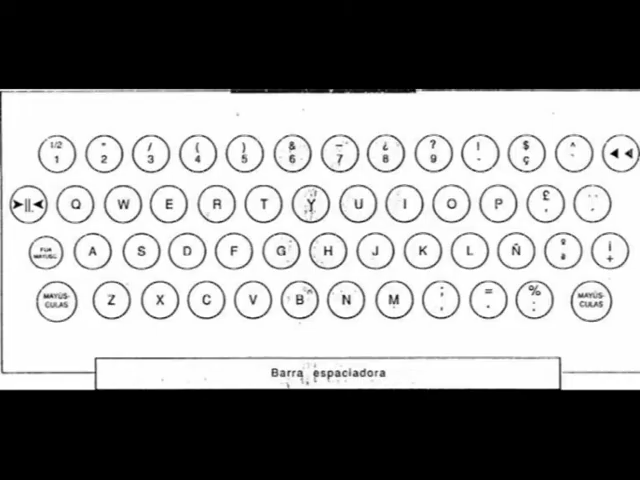 1/2 " / ( ) & — ¿ ? ! $ ^
1 2 3 4 5 6 7 8 9 - ç `
Q W E R T Y U I O P £
FIJA MAYÚSC. A S D F G H J K L Ñ º ¡
ª +
MAYÚS-CULAS Z X C V B N M ; = % MAYÚS-CULAS
Barra espaciadora